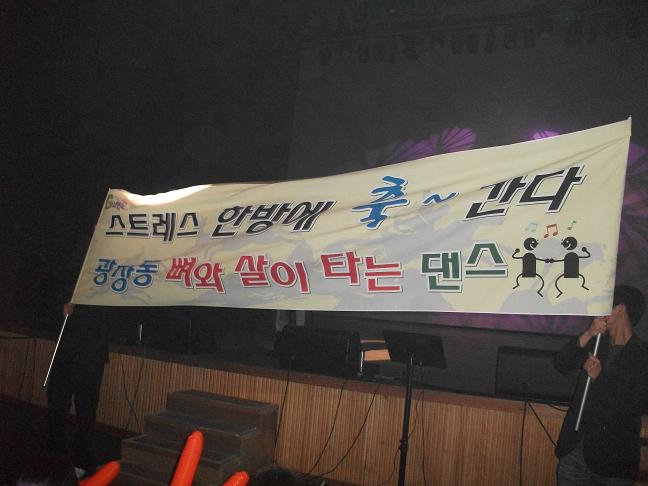 스트레스 한방에 훅~ 간다
광장동 뼈와 살이 타는 댄스